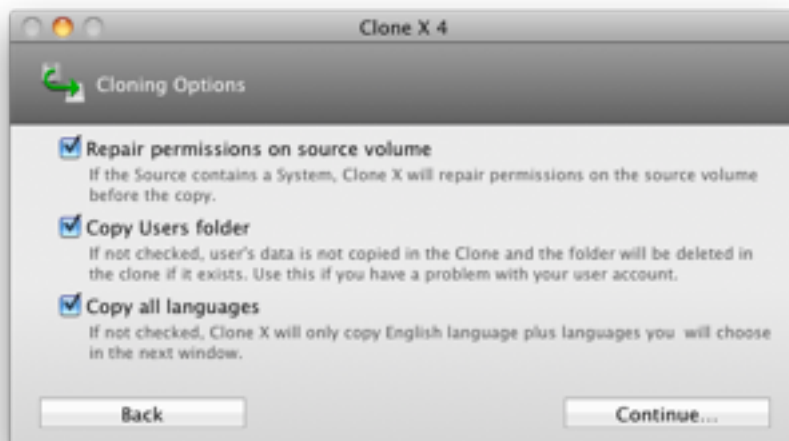 Clone X 4
Cloning Options
Repair permissions on source volume
If the Source contains a System, Clone X will repair permissions on the source volume
before the copy.
Copy Users folder
If not checked, user's data is not copied in the Clone and the folder will be deleted in
the clone if it exists. Use this if you have a problem with your user account.
Copy all languages
If not checked, Clone X will only copy English language plus languages you will choose
in the next window.
Back
Continue...